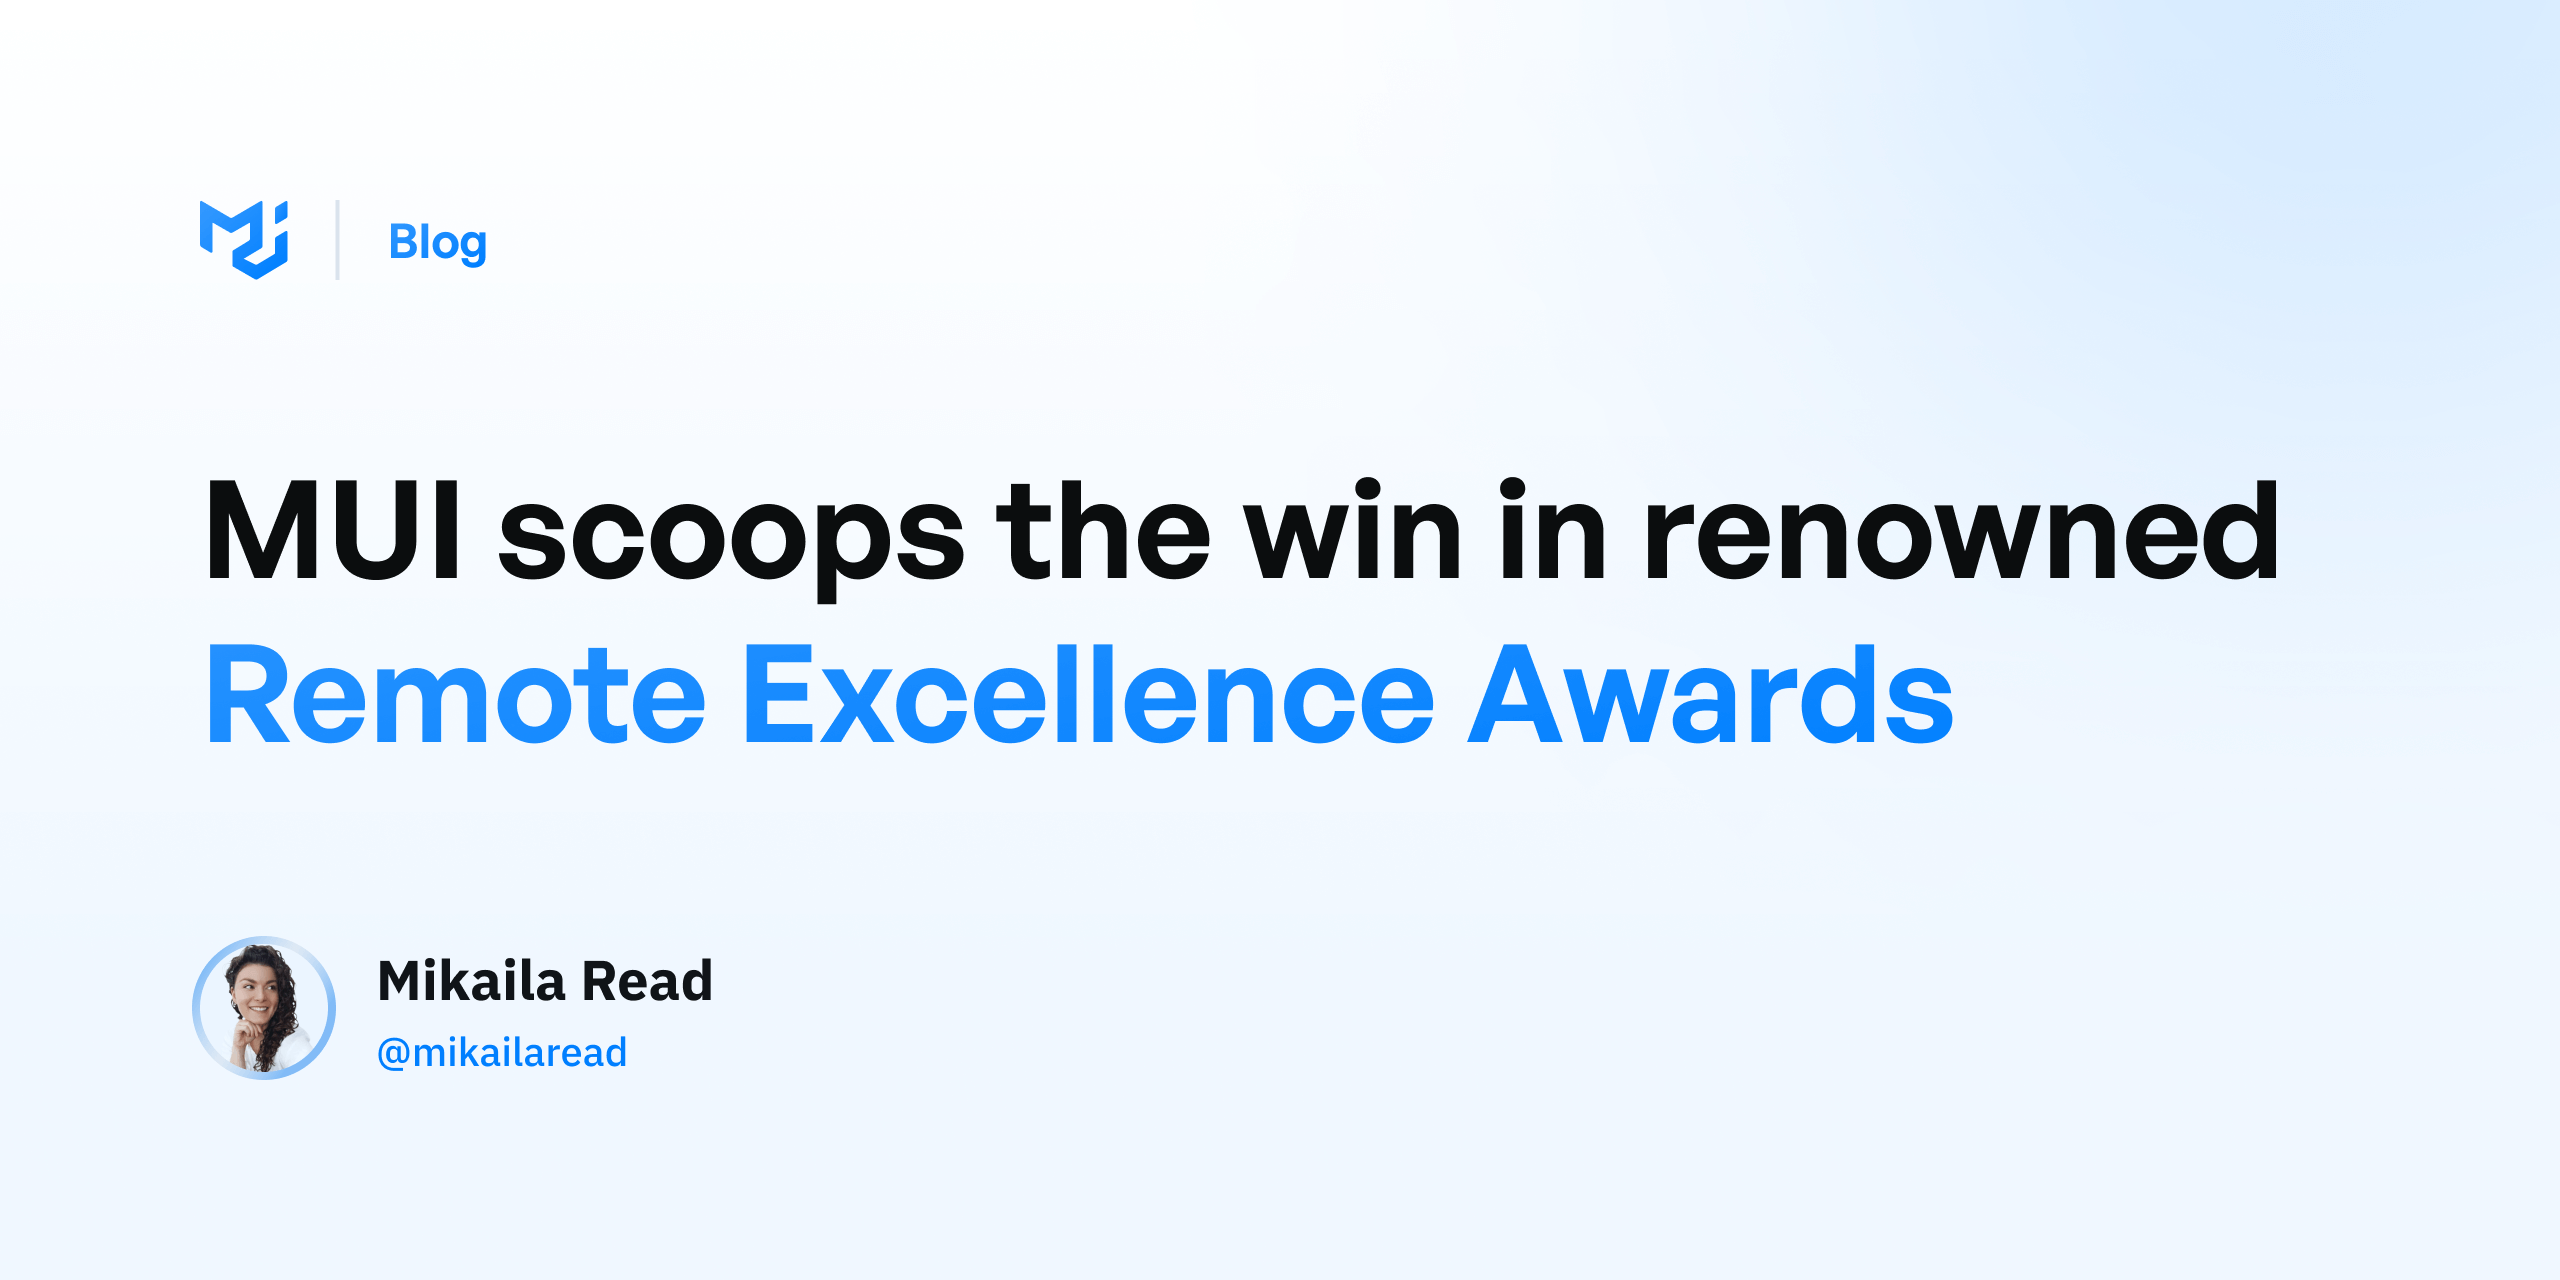 Blog
MUI scoops the win in renowned
Remote Excellence Awards
Mikaila Read
@mikailaread